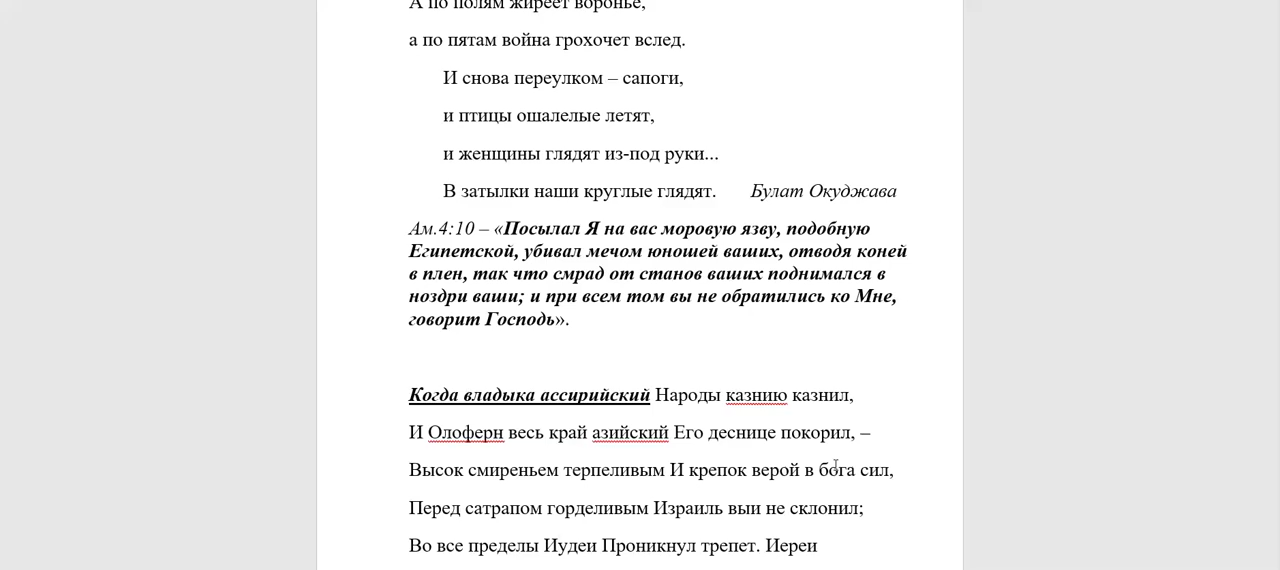 А по полям жиреет воронье,
а по пятам война грохочет вслед.
И снова переулком – сапоги,
и птицы ошалелые летят,
и женщины глядят из-под руки...
В затылки наши круглые глядят. Булат Окуджава
Ам.4:10 – «Посылал Я на вас моровую язву, подобную
Египетской, убивал мечом юношей ваших, отводя коней
в плен, так что смрад от станов ваших поднимался в
ноздри ваши; и при всем том вы не обратились ко Мне,
говорит Господь».
Когда владыка ассирийский Народы казнию казнил,
И Олоферн весь край азийский Его деснице покорил, –
Высок смиреньем терпеливым И крепок верой в бога сил,
Перед сатрапом горделивым Израиль выи не склонил;
Во все пределы Иудеи Проникнул трепет. Иереи